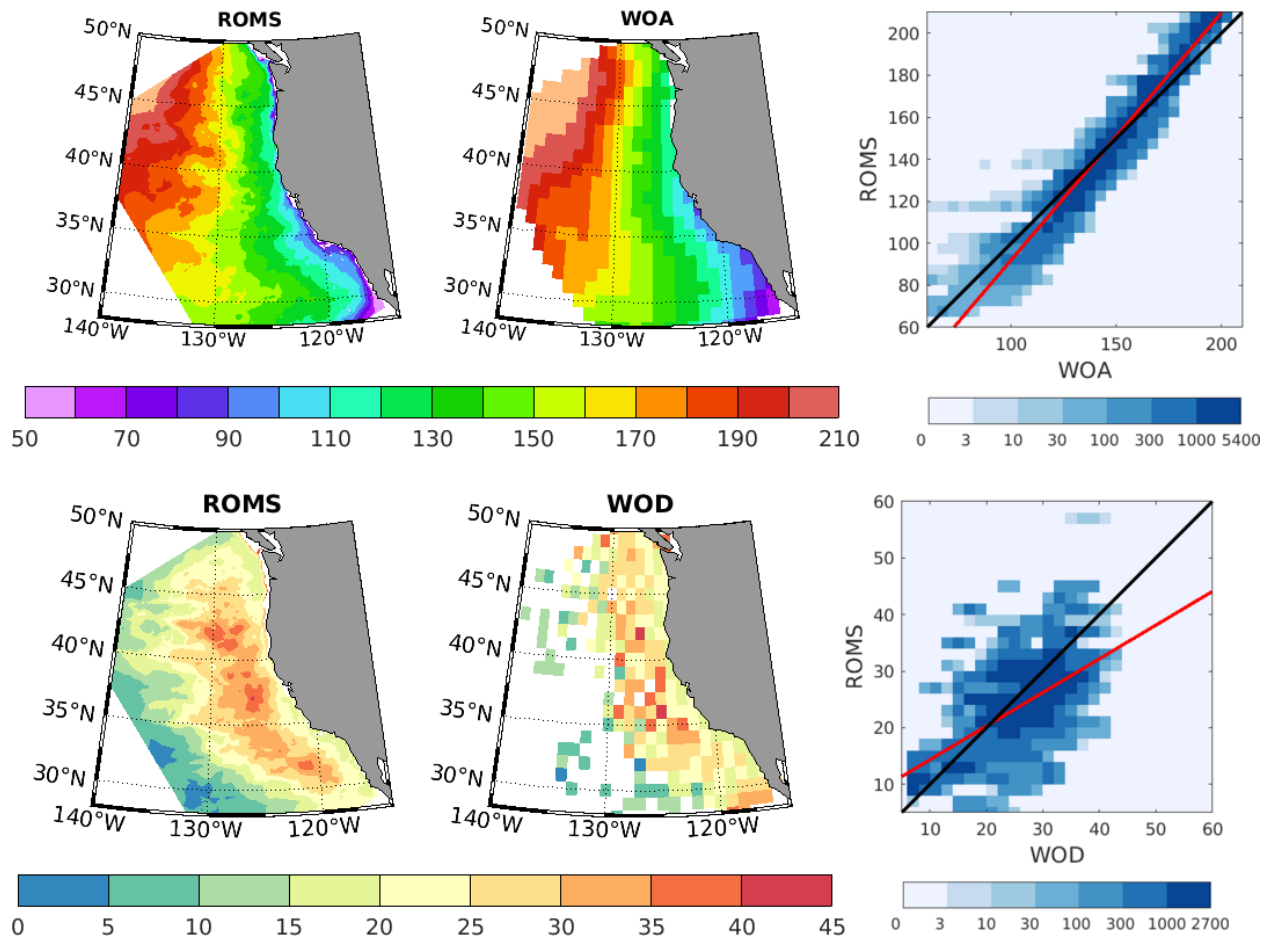 ROMS
50°N
45°N
40°N
35°N
30°N
140°W
130°W
120°W
WOA
50°N
45°N
40°N
35°N
30°N
140°W
130°W
120°W
ROMS
200
180
160
140
120
100
80
60
100
150
200
WOA
50
70
90
110
130
150
170
190
210
0
3
10
30
100
300
1000
5400
ROMS
50°N
45°N
40°N
35°N
30°N
140°W
130°W
120°W
WOD
50°N
45°N
40°N
35°N
30°N
140°W
130°W
120°W
ROMS
60
50
40
30
20
10
10
20
30
40
50
60
WOD
0
5
10
15
20
25
30
35
40
45
0
3
10
30
100
300
1000
2700